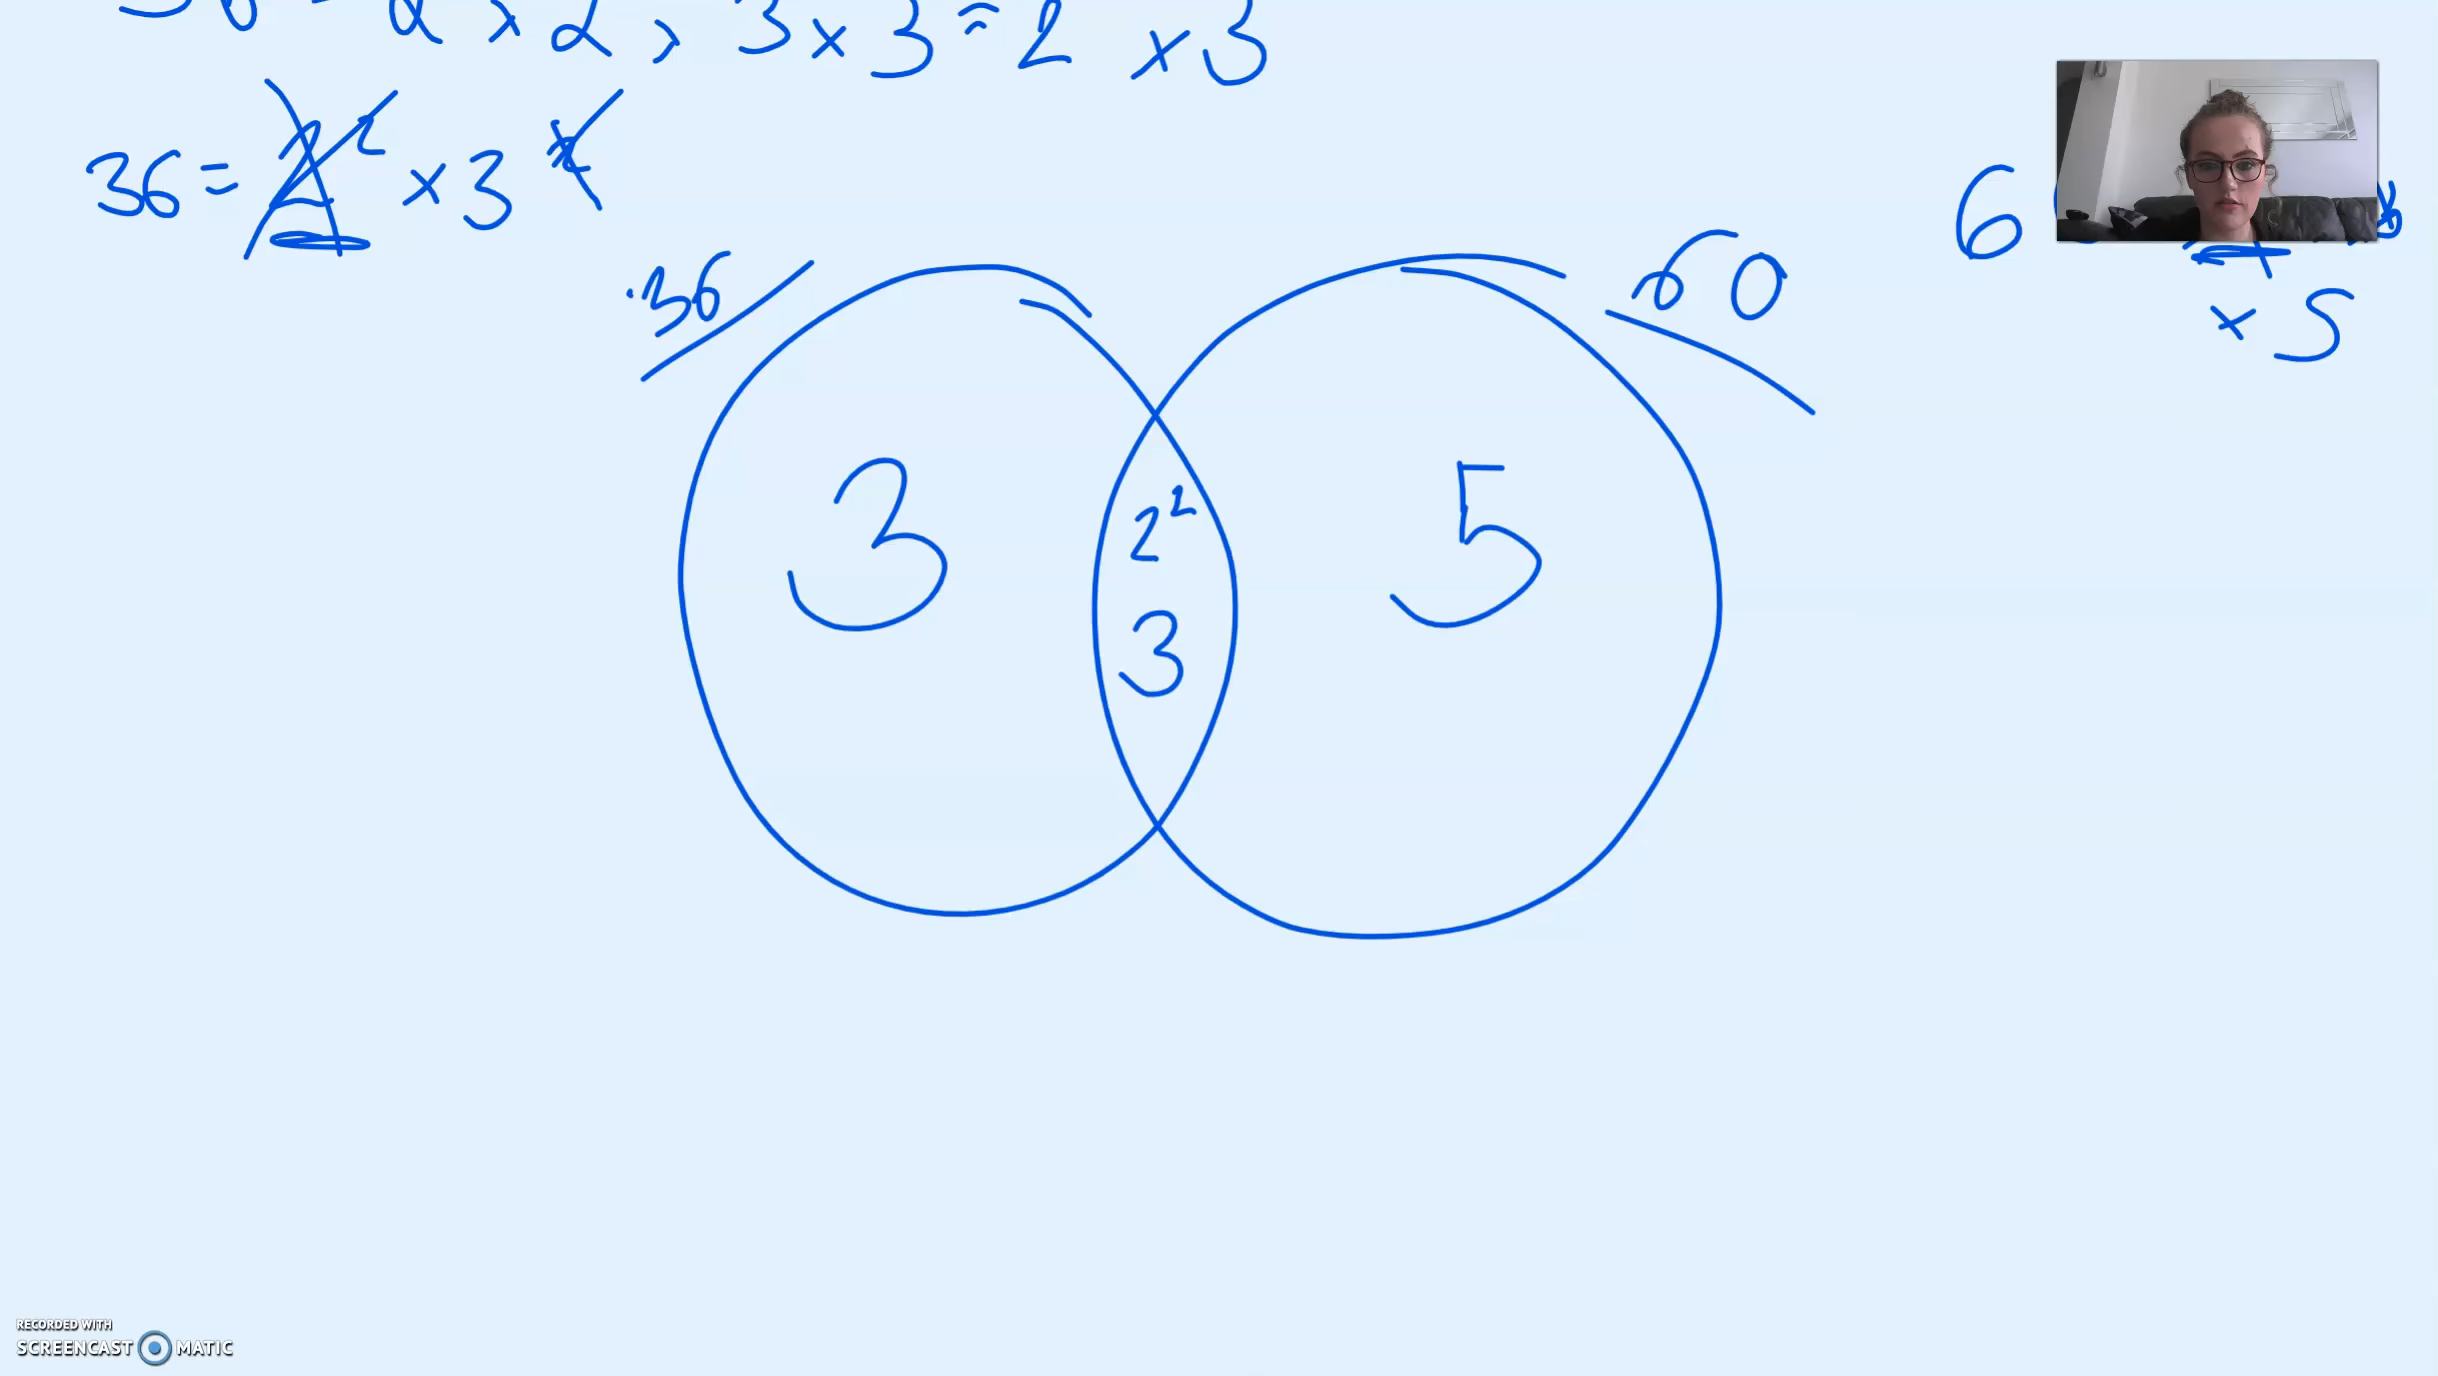 36 = 2 × 2 × 3 × 3 = 2 × 3
36 = 2² × 3
36
60
6
× 5
3
2²
5
3
RECORDED WITH
SCREENCAST MATIC